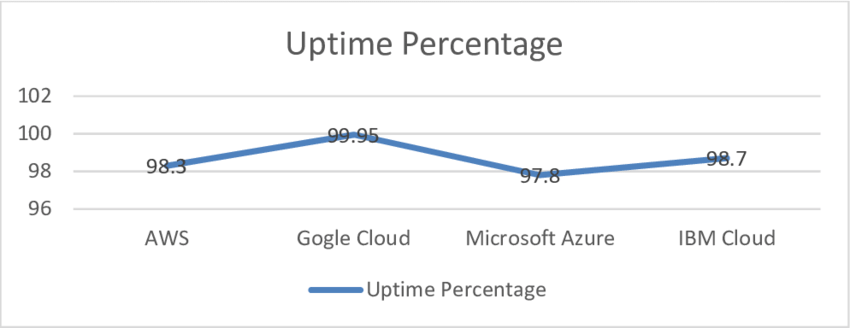 Uptime Percentage
102
100
98
96
98.3
99.95
97.8
98.7
AWS
Gogle Cloud
Microsoft Azure
IBM Cloud
Uptime Percentage